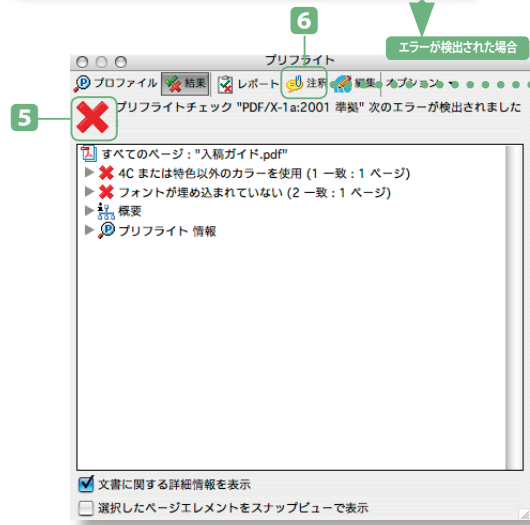 6
エラーが検出された場合
プリフライト
プロファイル 結果 レポート 注釈 編集 オプション
5
プリフライトチェック "PDF/X-1a:2001 準拠" 次のエラーが検出されました
すべてのページ : "入稿ガイド.pdf"
4C または特色以外のカラーを使用 (1 一致 : 1 ページ)
フォントが埋め込まれていない (2 一致 : 1 ページ)
概要
プリフライト 情報
文書に関する詳細情報を表示
選択したページエレメントをスナップビューで表示